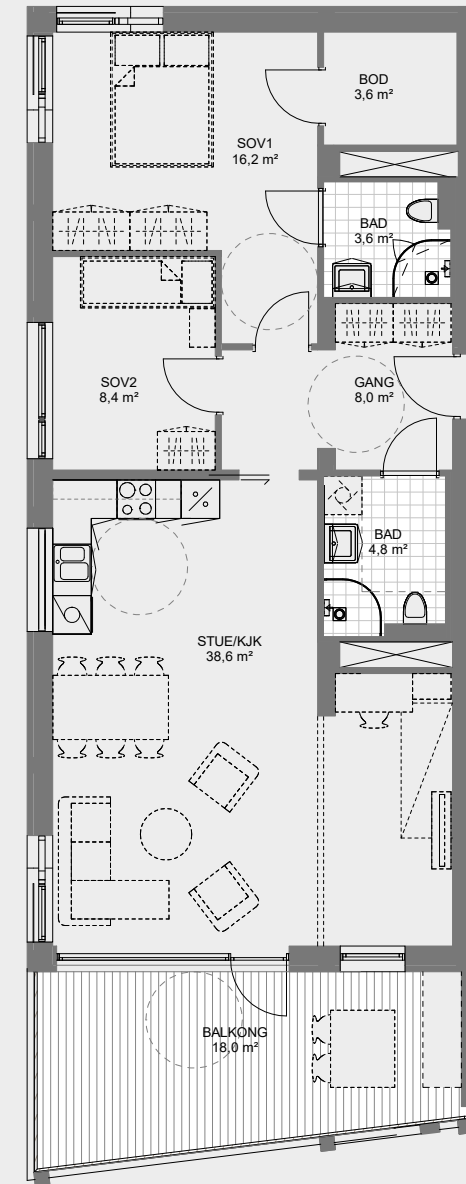 BOD
3,6 m²
SOV1
16,2 m²
BAD
3,6 m²
SOV2
8,4 m²
GANG
8,0 m²
BAD
4,8 m²
STUE/KJK
38,6 m²
BALKONG
18,0 m²